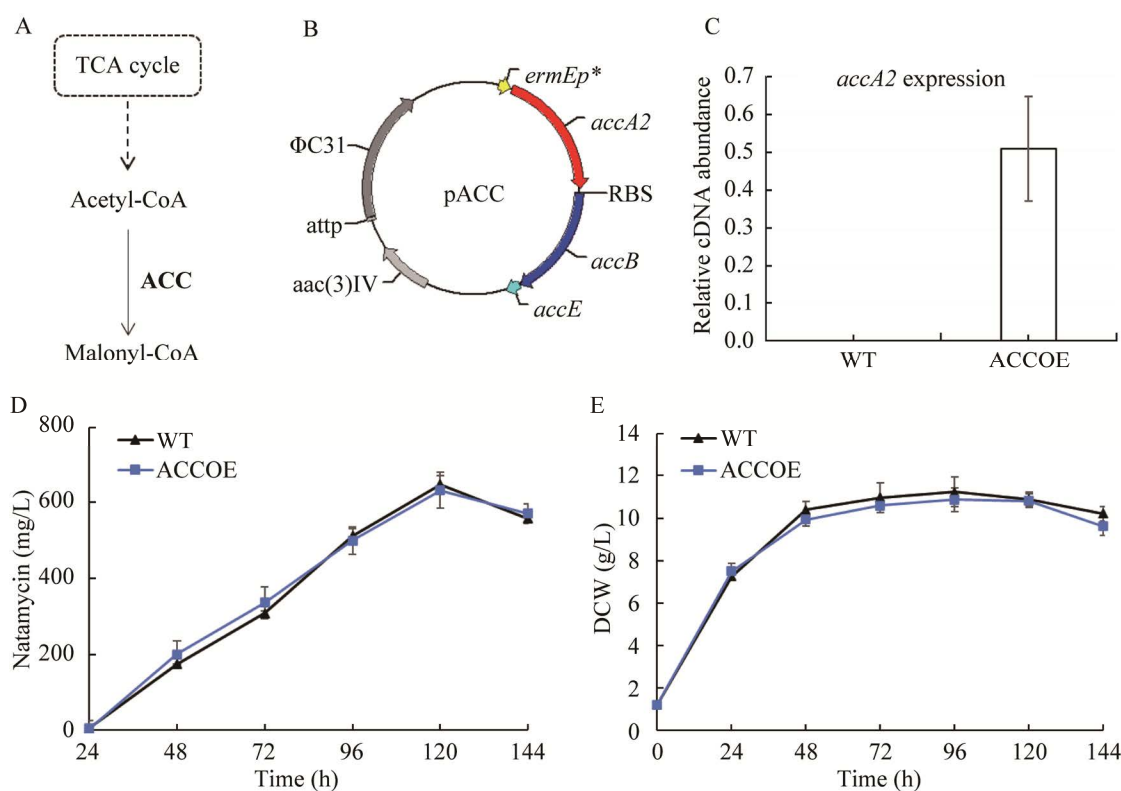 A
TCA cycle
Acetyl-CoA
ACC
Malonyl-CoA
B
ermEp*
accA2
ΦC31
pACC
RBS
attp
accB
aac(3)IV
accE
C
accA2 expression
Relative cDNA abundance
0.7
0.6
0.5
0.4
0.3
0.2
0.1
0.0
WT
ACCOE
D
WT
ACCOE
Natamycin (mg/L)
800
600
400
200
0
24
48
72
96
120
144
Time (h)
E
WT
ACCOE
DCW (g/L)
14
12
10
8
6
4
2
0
0
24
48
72
96
120
144
Time (h)